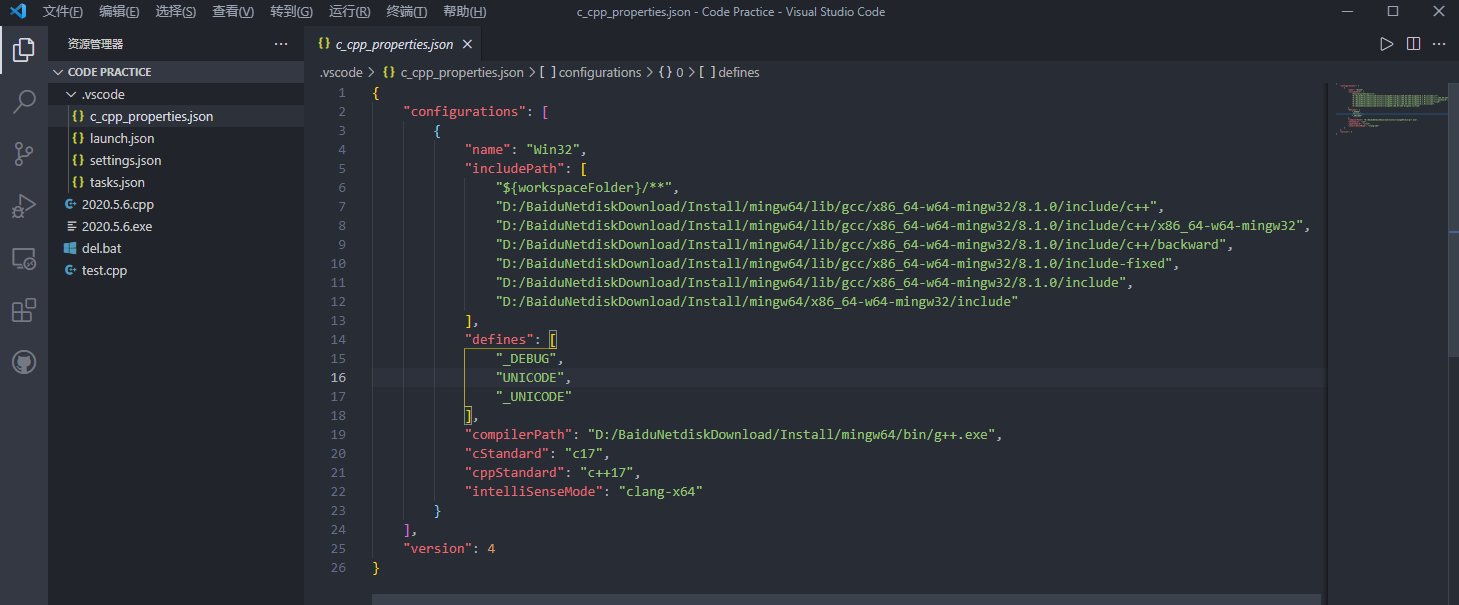 文件(F) 编辑(E) 选择(S) 查看(V) 转到(G) 运行(R) 终端(T) 帮助(H) c_cpp_properties.json - Code Practice - Visual Studio Code
资源管理器
CODE PRACTICE
.vscode
c_cpp_properties.json
launch.json
settings.json
tasks.json
2020.5.6.cpp
2020.5.6.exe
del.bat
test.cpp
{} c_cpp_properties.json ×
.vscode > {} c_cpp_properties.json > [ ] configurations > {} 0 > [ ] defines
1 {
2 "configurations": [
3 {
4 "name": "Win32",
5 "includePath": [
6 "${workspaceFolder}/**",
7 "D:/BaiduNetdiskDownload/Install/mingw64/lib/gcc/x86_64-w64-mingw32/8.1.0/include/c++",
8 "D:/BaiduNetdiskDownload/Install/mingw64/lib/gcc/x86_64-w64-mingw32/8.1.0/include/c++/x86_64-w64-mingw32",
9 "D:/BaiduNetdiskDownload/Install/mingw64/lib/gcc/x86_64-w64-mingw32/8.1.0/include/c++/backward",
10 "D:/BaiduNetdiskDownload/Install/mingw64/lib/gcc/x86_64-w64-mingw32/8.1.0/include-fixed",
11 "D:/BaiduNetdiskDownload/Install/mingw64/lib/gcc/x86_64-w64-mingw32/8.1.0/include",
12 "D:/BaiduNetdiskDownload/Install/mingw64/x86_64-w64-mingw32/include"
13 ],
14 "defines": [
15 "_DEBUG",
16 "UNICODE",
17 "_UNICODE"
18 ],
19 "compilerPath": "D:/BaiduNetdiskDownload/Install/mingw64/bin/g++.exe",
20 "cStandard": "c17",
21 "cppStandard": "c++17",
22 "intelliSenseMode": "clang-x64"
23 }
24 ],
25 "version": 4
26 }